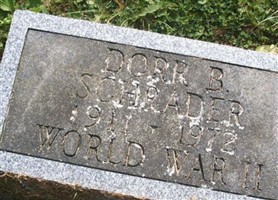 DORR B.
SCHRADER
1911 - 1972
WORLD WAR II